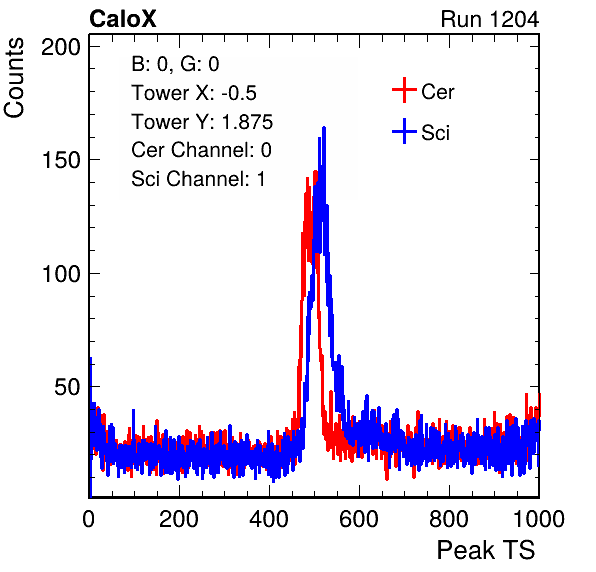 CaloX Run 1204
Counts
200
150
100
50
B: 0, G: 0
Tower X: -0.5
Tower Y: 1.875
Cer Channel: 0
Sci Channel: 1
Cer
Sci
0 200 400 600 800 1000
Peak TS